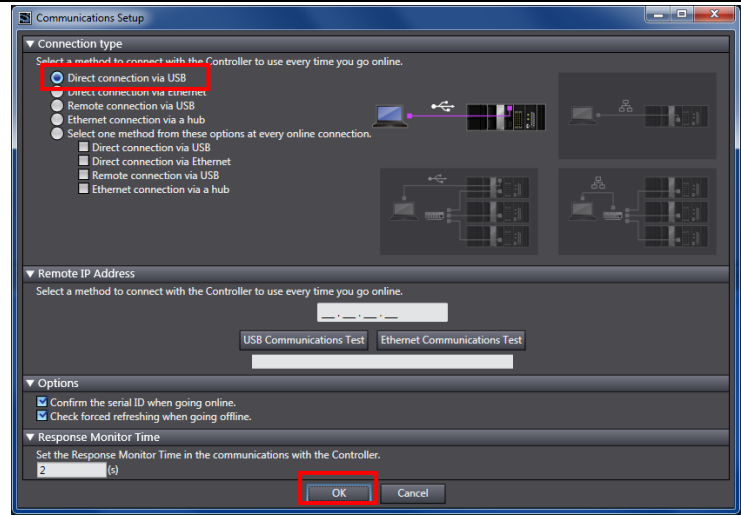 Communications Setup
▼ Connection type
Select a method to connect with the Controller to use every time you go online.
Direct connection via USB
Direct connection via Ethernet
Remote connection via USB
Ethernet connection via a hub
Select one method from these options at every online connection.
Direct connection via USB
Direct connection via Ethernet
Remote connection via USB
Ethernet connection via a hub
▼ Remote IP Address
Select a method to connect with the Controller to use every time you go online.
__.__.__.__
USB Communications Test Ethernet Communications Test
▼ Options
Confirm the serial ID when going online.
Check forced refreshing when going offline.
▼ Response Monitor Time
Set the Response Monitor Time in the communications with the Controller.
2 (s)
OK Cancel